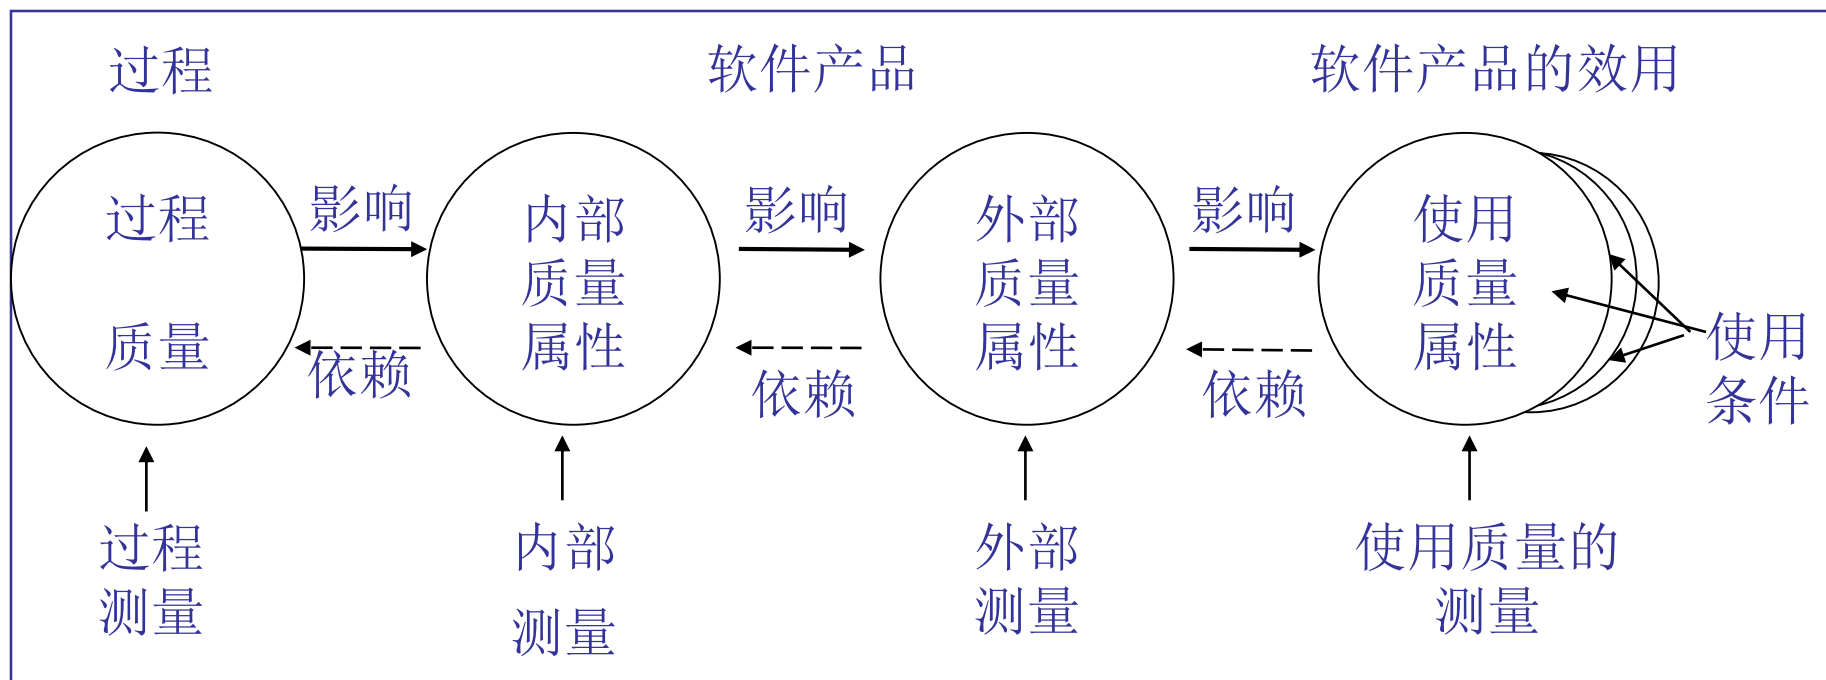 过程
软件产品
软件产品的效用
过程
质量
影响
依赖
内部
质量
属性
影响
依赖
外部
质量
属性
影响
依赖
使用
质量
属性
使用
条件
过程
测量
内部
测量
外部
测量
使用质量的
测量